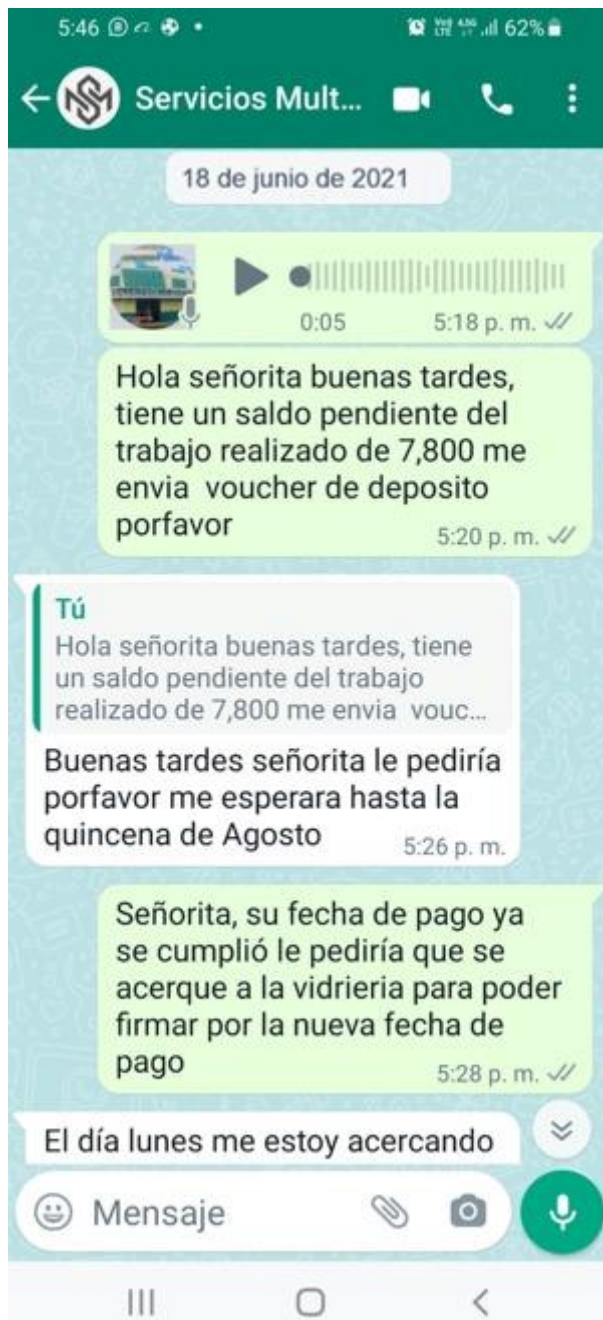 5:46
62%
Servicios Mult...
18 de junio de 2021
0:05 5:18 p. m.
Hola señorita buenas tardes,
tiene un saldo pendiente del
trabajo realizado de 7,800 me
envia voucher de deposito
porfavor
5:20 p. m.
Tú
Hola señorita buenas tardes, tiene
un saldo pendiente del trabajo
realizado de 7,800 me envia vouc...
Buenas tardes señorita le pediría
porfavor me esperara hasta la
quincena de Agosto
5:26 p. m.
Señorita, su fecha de pago ya
se cumplió le pediría que se
acerque a la vidrieria para poder
firmar por la nueva fecha de
pago
5:28 p. m.
El día lunes me estoy acercando
Mensaje